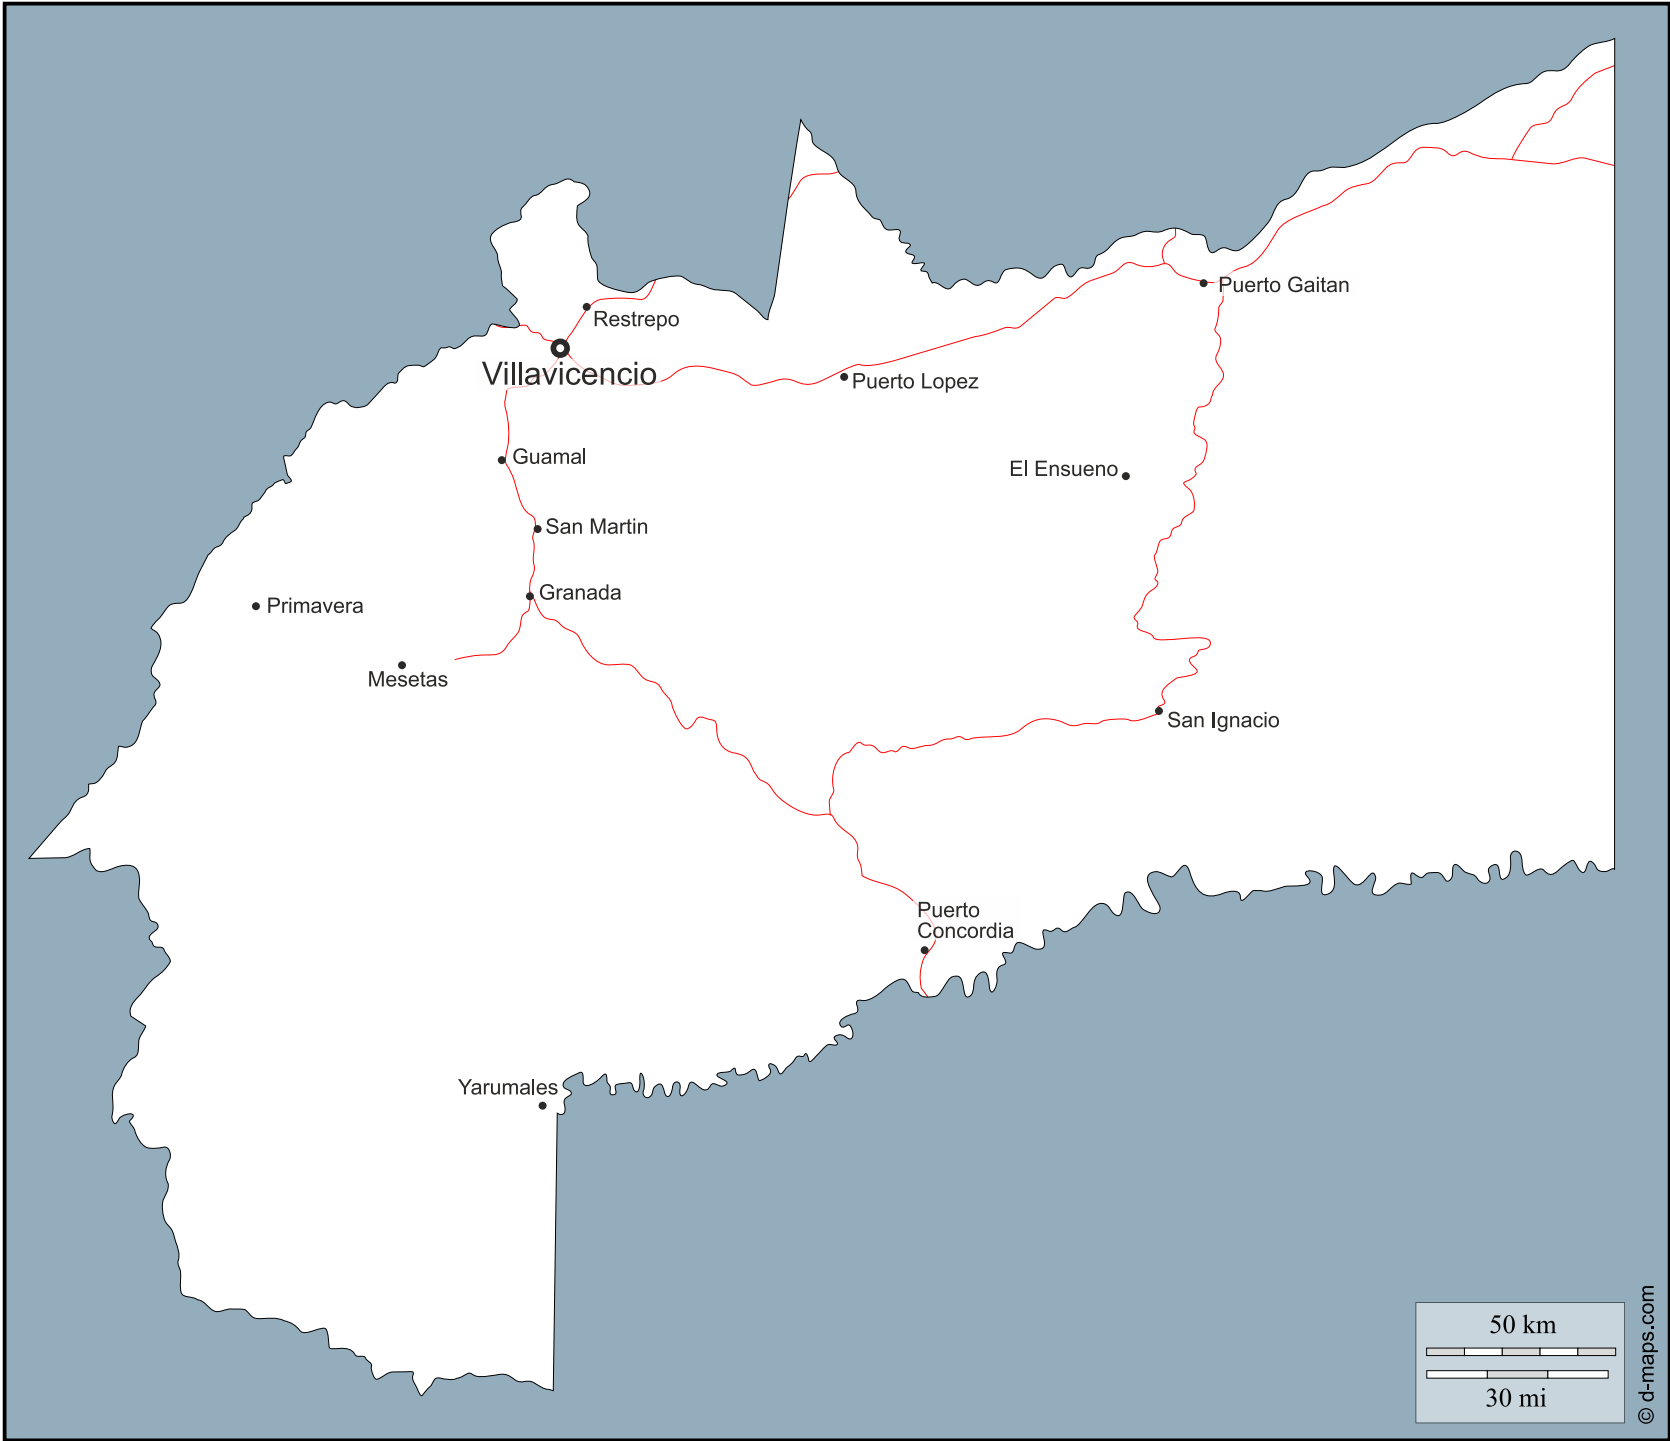 Restrepo
Villavicencio
Puerto Gaitan
Puerto Lopez
Guamal
El Ensueno
San Martin
Granada
Primavera
Mesetas
San Ignacio
Puerto
Concordia
Yarumales
50 km
30 mi
© d-maps.com